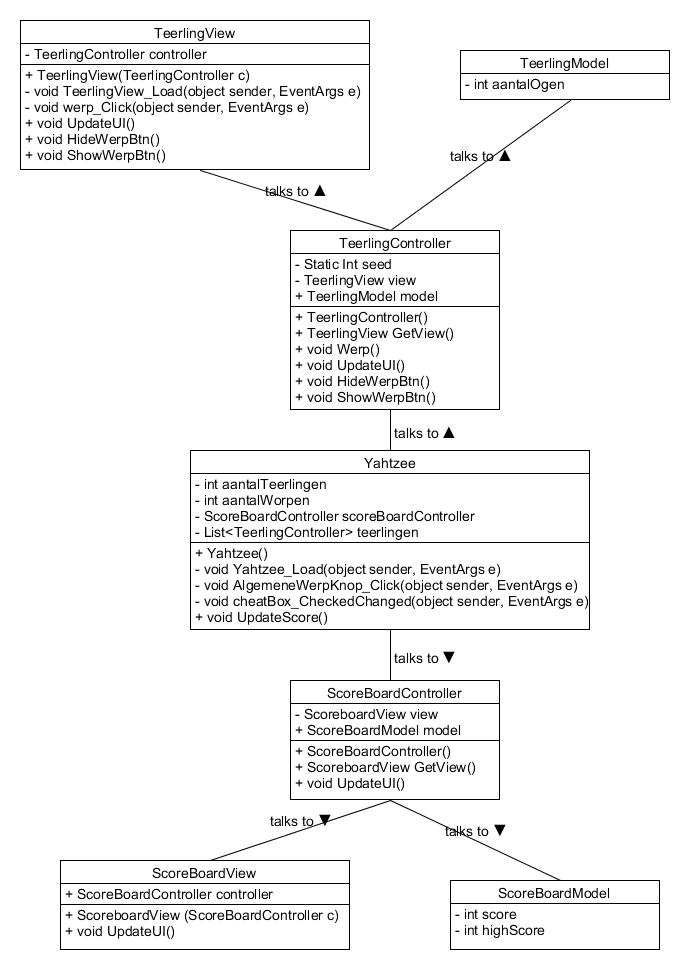 TeerlingView
- TeerlingController controller
+ TeerlingView(TeerlingController c)
- void TeerlingView_Load(object sender, EventArgs e)
- void werp_Click(object sender, EventArgs e)
+ void UpdateUI()
+ void HideWerpBtn()
+ void ShowWerpBtn()
TeerlingModel
- int aantalOgen
talks to ▲
talks to ▲
TeerlingController
- Static Int seed
- TeerlingView view
+ TeerlingModel model
+ TeerlingController()
+ TeerlingView GetView()
+ void Werp()
+ void UpdateUI()
+ void HideWerpBtn()
+ void ShowWerpBtn()
talks to ▲
Yahtzee
- int aantalTeerlingen
- int aantalWorpen
- ScoreBoardController scoreBoardController
- List<TeerlingController> teerlingen
+ Yahtzee()
- void Yahtzee_Load(object sender, EventArgs e)
- void AlgemeneWerpKnop_Click(object sender, EventArgs e)
- void cheatBox_CheckedChanged(object sender, EventArgs e)
+ void UpdateScore()
talks to ▼
ScoreBoardController
- ScoreboardView view
+ ScoreBoardModel model
+ ScoreBoardController()
+ ScoreboardView GetView()
+ void UpdateUI()
talks to ▼
talks to ▼
ScoreBoardView
+ ScoreBoardController controller
+ ScoreboardView (ScoreBoardController c)
+ void UpdateUI()
ScoreBoardModel
- int score
- int highScore